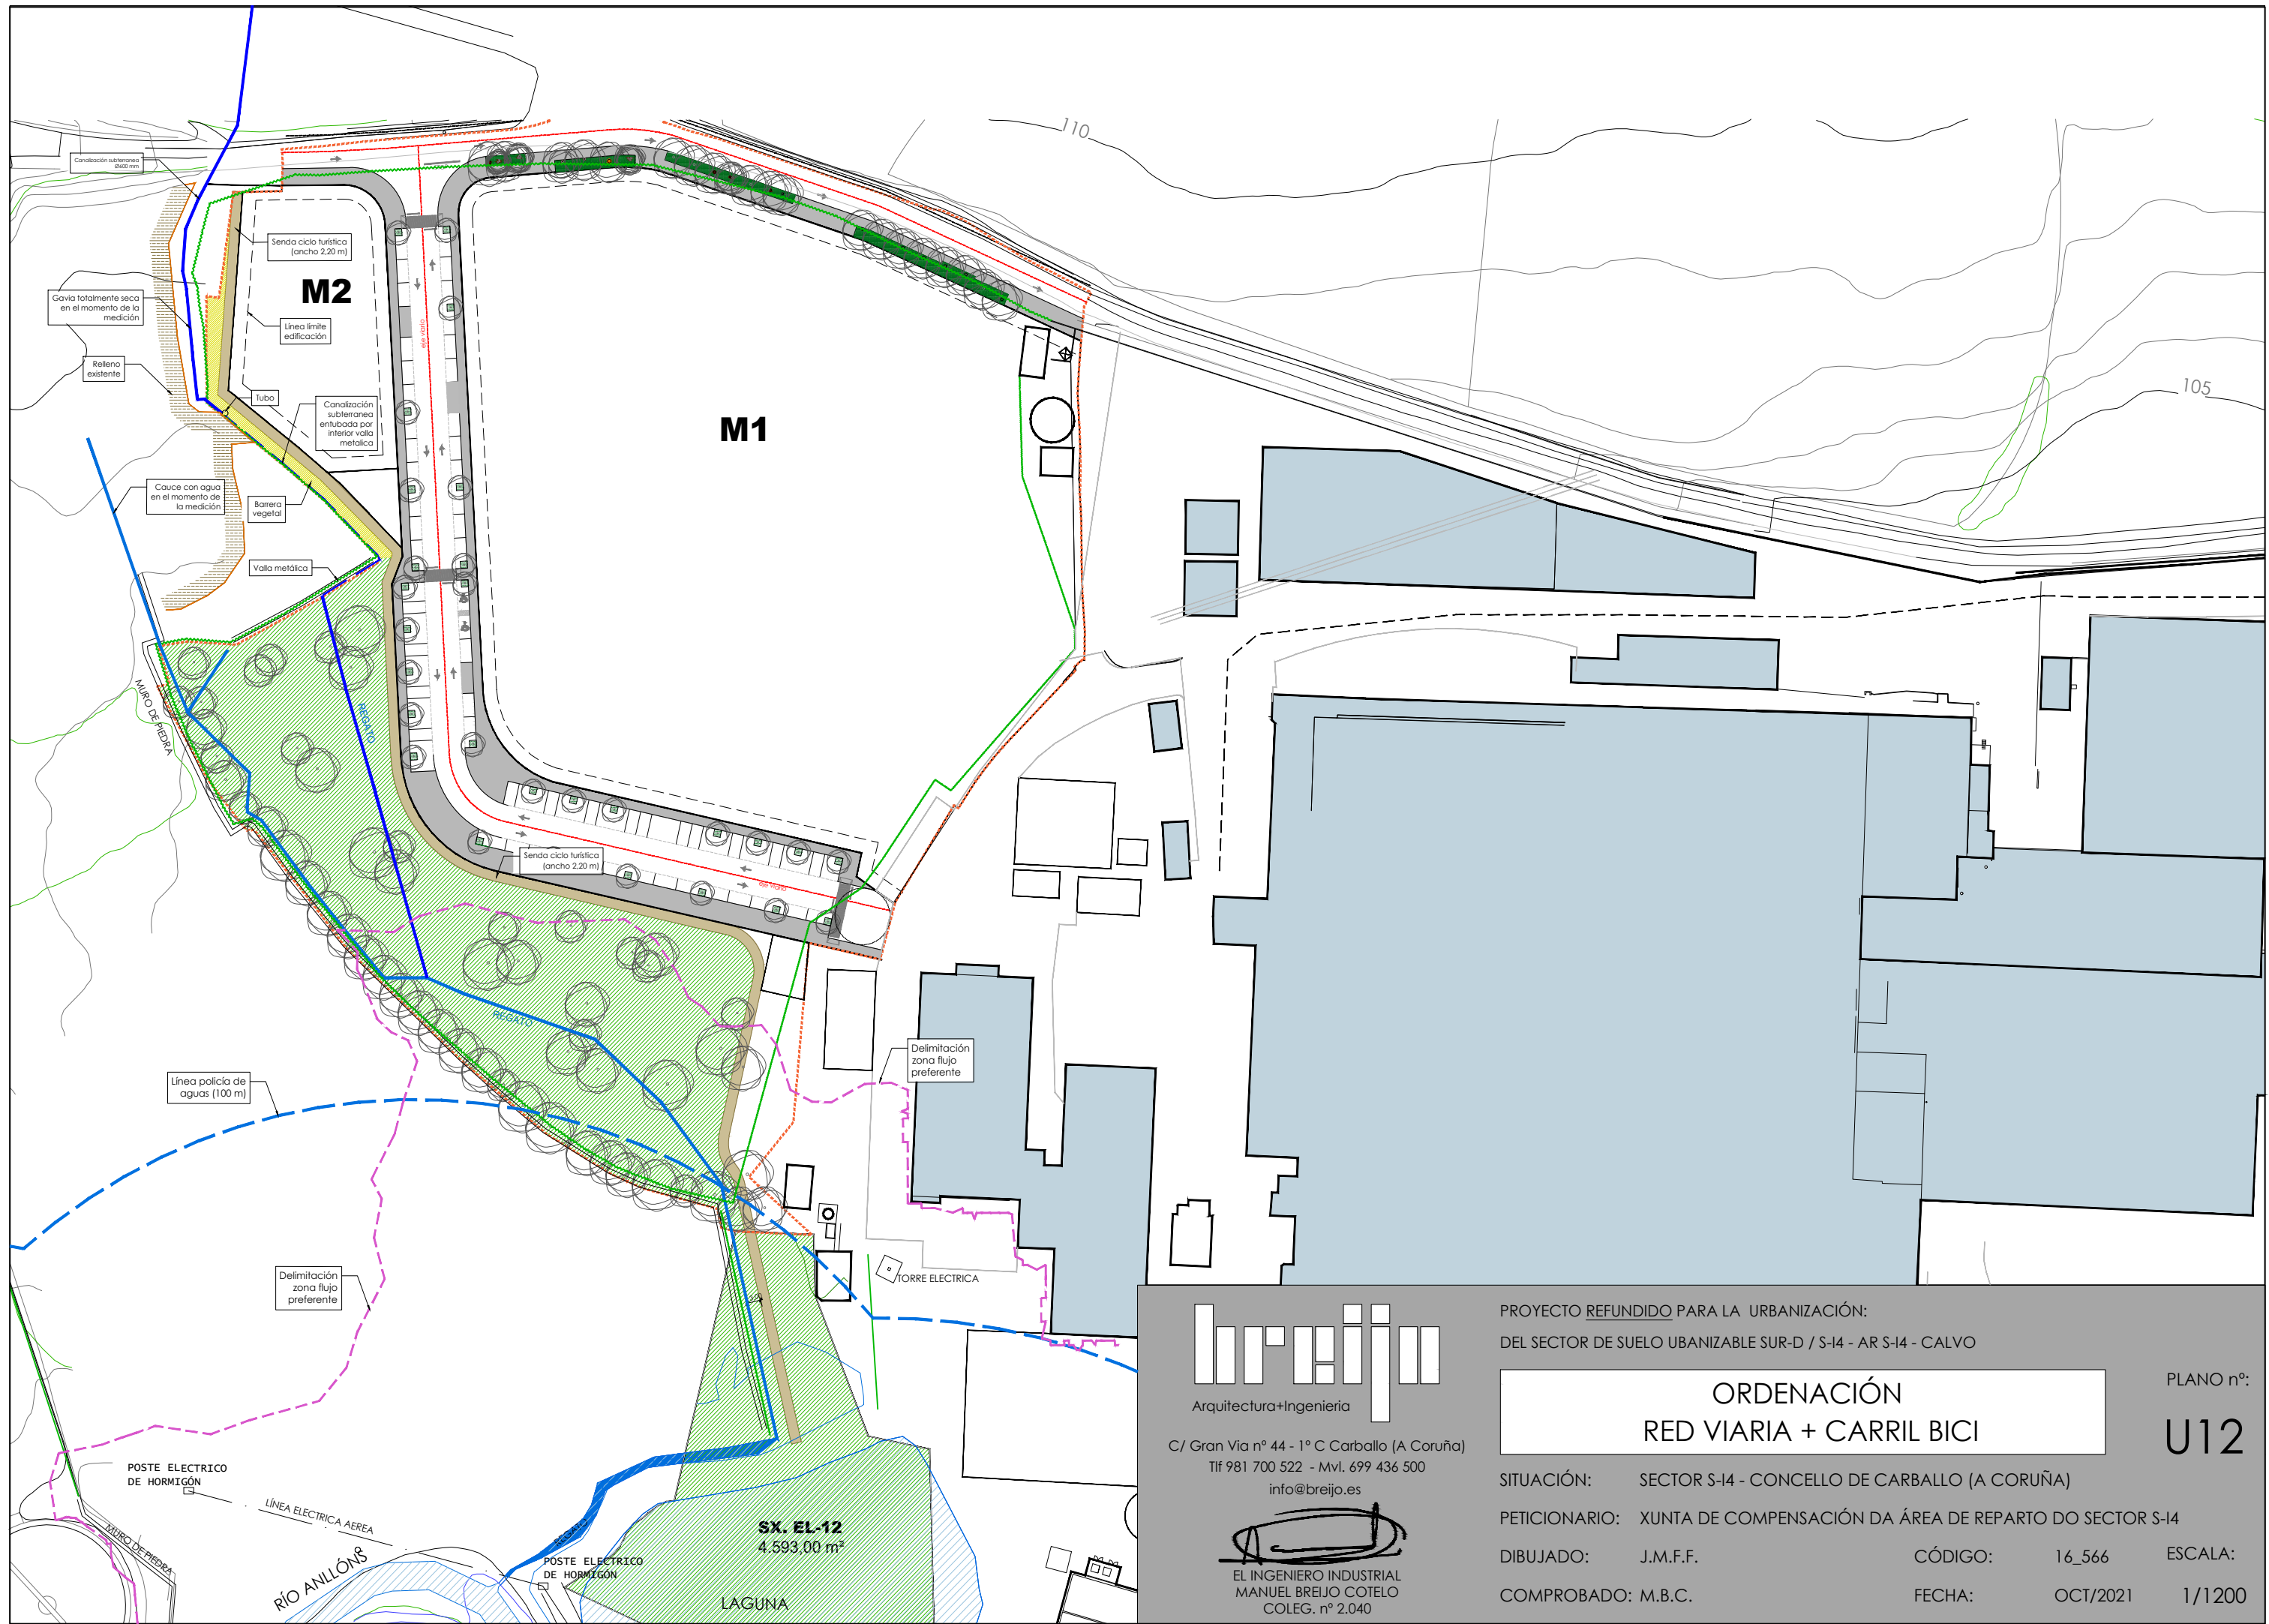 110
105
Canalización subterranea
Ø600 mm
Senda ciclo turística
(ancho 2,20 m)
M2
Gavia totalmente seca
en el momento de la
medición
Línea límite
edificación
eje viario
Relleno
existente
Tubo
Canalización
subterranea
entubada por
interior valla
metalica
M1
Cauce con agua
en el momento de
la medición
Barrera
vegetal
Valla metálica
MURO DE PIEDRA
REGATO
Senda ciclo turística
(ancho 2,20 m)
eje viario
REGATO
Delimitación
zona flujo
preferente
Línea policía de
aguas (100 m)
Delimitación
zona flujo
preferente
TORRE ELECTRICA
POSTE ELECTRICO
DE HORMIGÓN
LÍNEA ELECTRICA AEREA
MURO DE PIEDRA
RÍO ANLLÓNS
REGATO
POSTE ELECTRICO
DE HORMIGÓN
SX. EL-12
4.593,00 m²
LAGUNA
breijo
Arquitectura+Ingenieria
C/ Gran Via nº 44 - 1º C Carballo (A Coruña)
Tlf 981 700 522 - Mvl. 699 436 500
info@breijo.es
EL INGENIERO INDUSTRIAL
MANUEL BREIJO COTELO
COLEG. nº 2.040
PROYECTO REFUNDIDO PARA LA URBANIZACIÓN:
DEL SECTOR DE SUELO UBANIZABLE SUR-D / S-I4 - AR S-I4 - CALVO
ORDENACIÓN
RED VIARIA + CARRIL BICI
PLANO nº:
U12
SITUACIÓN: SECTOR S-I4 - CONCELLO DE CARBALLO (A CORUÑA)
PETICIONARIO: XUNTA DE COMPENSACIÓN DA ÁREA DE REPARTO DO SECTOR S-I4
DIBUJADO: J.M.F.F. CÓDIGO: 16_566 ESCALA:
COMPROBADO: M.B.C. FECHA: OCT/2021 1/1200